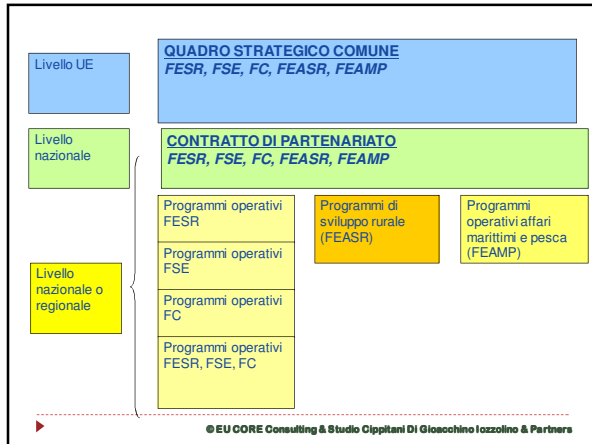 QUADRO STRATEGICO COMUNE
FESR, FSE, FC, FEASR, FEAMP
Livello UE
Livello
nazionale
CONTRATTO DI PARTENARIATO
FESR, FSE, FC, FEASR, FEAMP
Programmi operativi
FESR
Programmi di
sviluppo rurale
(FEASR)
Programmi
operativi affari
marittimi e pesca
(FEAMP)
Programmi operativi
FSE
Livello
nazionale o
regionale
Programmi operativi
FC
Programmi operativi
FESR, FSE, FC
© EU CORE Consulting & Studio Cippitani Di Gioacchino Iozzolino & Partners